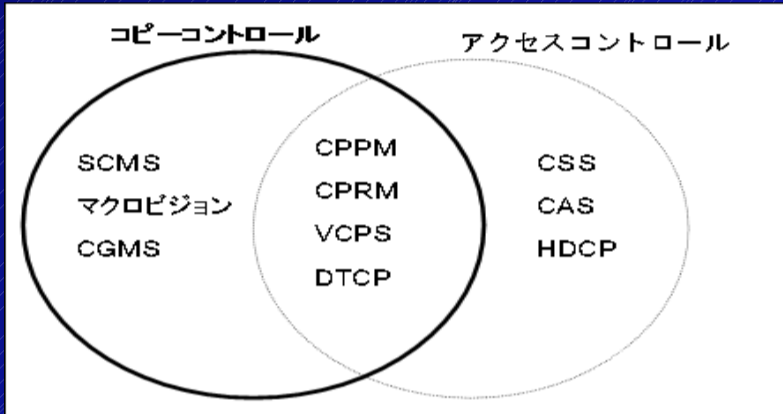 コピーコントロール
アクセスコントロール
SCMS
マクロビジョン
CGMS
CPPM
CPRM
VCPS
DTCP
CSS
CAS
HDCP